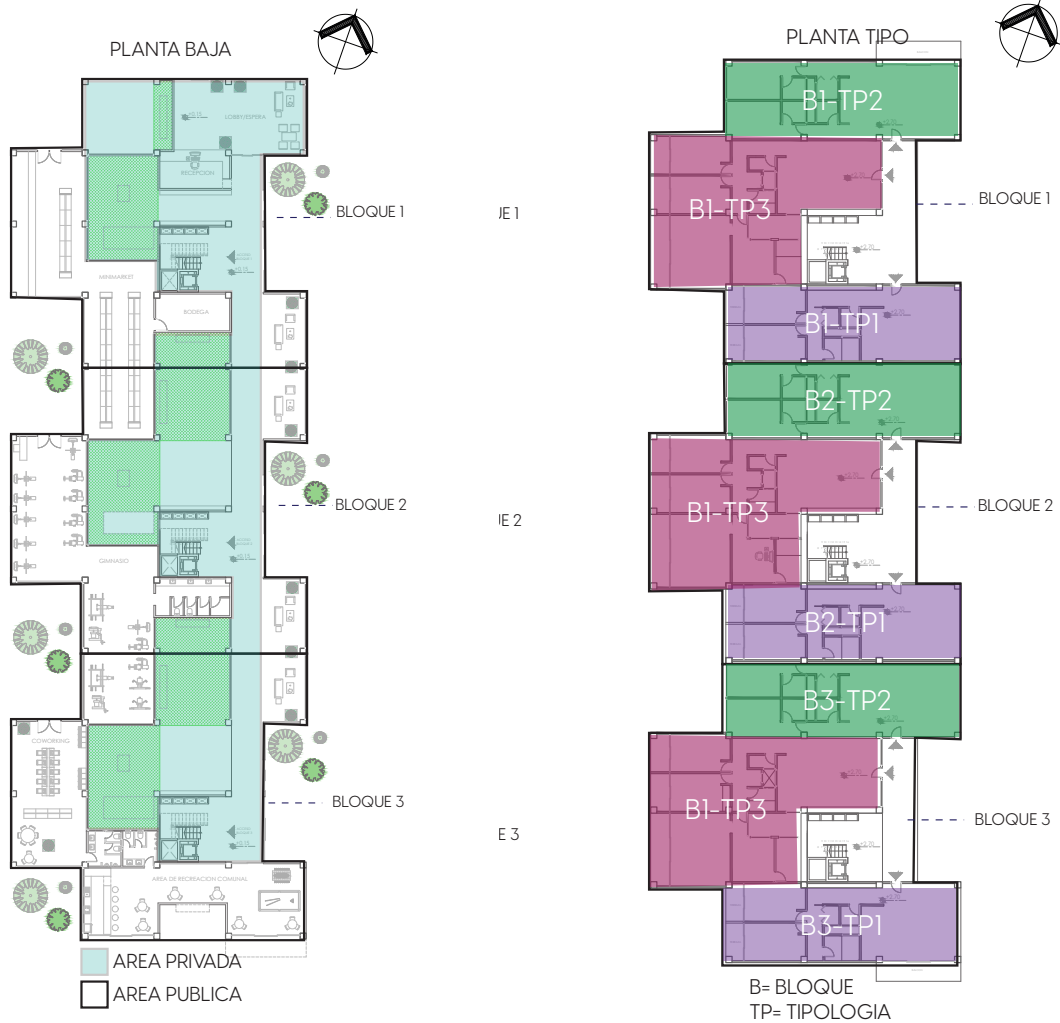 PLANTA BAJA
LOBBY/ESPERA
RECEPCION
BLOQUE 1
MINIMARKET
BODEGA
BLOQUE 2
GIMNASIO
COWORKING
BLOQUE 3
AREA DE RECREACION COMUNAL
AREA PRIVADA
AREA PUBLICA
JE 1
JE 2
E 3
PLANTA TIPO
B1-TP2
B1-TP3
BLOQUE 1
B1-TP1
B2-TP2
B1-TP3
BLOQUE 2
B2-TP1
B3-TP2
B1-TP3
BLOQUE 3
B3-TP1
B= BLOQUE
TP= TIPOLOGIA